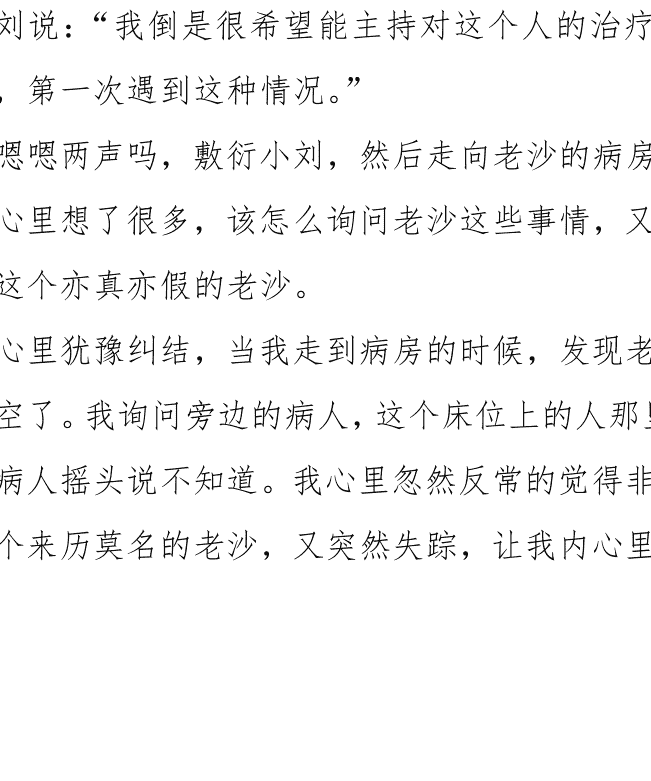 刘说：“我倒是很希望能主持对这个人的治疗
，第一次遇到这种情况。”
嗯嗯两声吗，敷衍小刘，然后走向老沙的病房
心里想了很多，该怎么询问老沙这些事情，又
这个亦真亦假的老沙。
心里犹豫纠结，当我走到病房的时候，发现老
空了。我询问旁边的病人，这个床位上的人那里
病人摇头说不知道。我心里忽然反常的觉得非
个来历莫名的老沙，又突然失踪，让我内心里